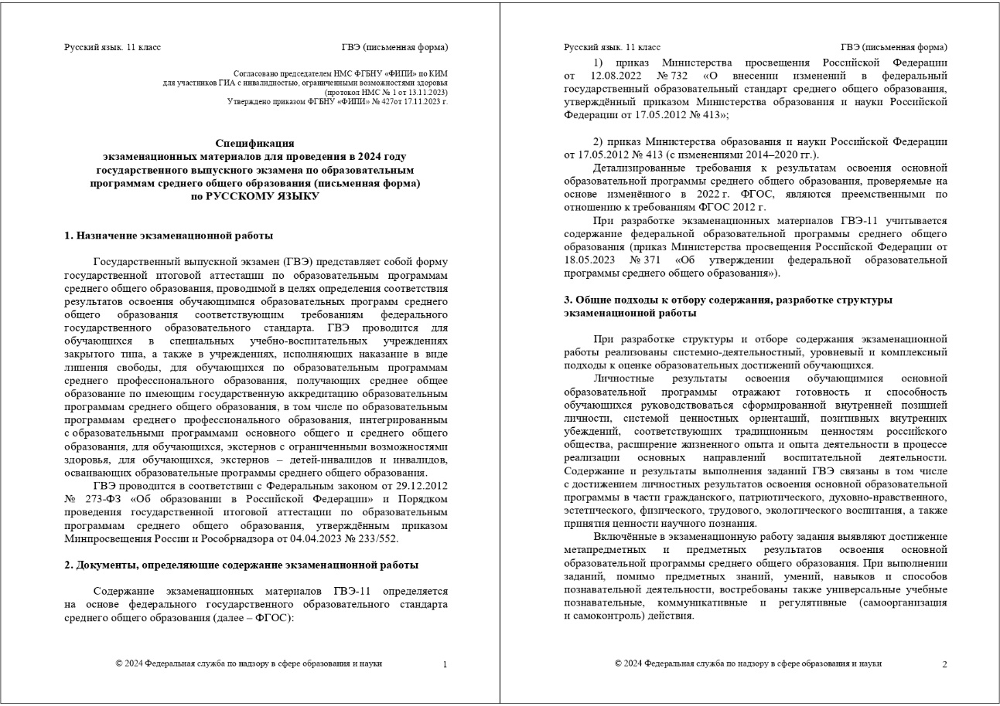 Русский язык. 11 класс ГВЭ (письменная форма)
Согласовано председателем НМС ФГБНУ «ФИПИ» по КИМ
для участников ГИА с инвалидностью, ограниченными возможностями здоровья
(протокол НМС № 1 от 13.11.2023)
Утверждено приказом ФГБНУ «ФИПИ» № 427от 17.11.2023 г.
Спецификация
экзаменационных материалов для проведения в 2024 году
государственного выпускного экзамена по образовательным
программам среднего общего образования (письменная форма)
по РУССКОМУ ЯЗЫКУ
1. Назначение экзаменационной работы
Государственный выпускной экзамен (ГВЭ) представляет собой форму
государственной итоговой аттестации по образовательным программам
среднего общего образования, проводимой в целях определения соответствия
результатов освоения обучающимися образовательных программ среднего
общего образования соответствующим требованиям федерального
государственного образовательного стандарта. ГВЭ проводится для
обучающихся в специальных учебно-воспитательных учреждениях
закрытого типа, а также в учреждениях, исполняющих наказание в виде
лишения свободы, для обучающихся по образовательным программам
среднего профессионального образования, получающих среднее общее
образование по имеющим государственную аккредитацию образовательным
программам среднего общего образования, в том числе по образовательным
программам среднего профессионального образования, интегрированным
с образовательными программами основного общего и среднего общего
образования, для обучающихся, экстернов с ограниченными возможностями
здоровья, для обучающихся, экстернов – детей-инвалидов и инвалидов,
осваивающих образовательные программы среднего общего образования.
ГВЭ проводится в соответствии с Федеральным законом от 29.12.2012
№ 273-ФЗ «Об образовании в Российской Федерации» и Порядком
проведения государственной итоговой аттестации по образовательным
программам среднего общего образования, утверждённым приказом
Минпросвещения России и Рособрнадзора от 04.04.2023 № 233/552.
2. Документы, определяющие содержание экзаменационной работы
Содержание экзаменационных материалов ГВЭ-11 определяется
на основе федерального государственного образовательного стандарта
среднего общего образования (далее – ФГОС):
© 2024 Федеральная служба по надзору в сфере образования и науки 1
Русский язык. 11 класс ГВЭ (письменная форма)
1) приказ Министерства просвещения Российской Федерации
от 12.08.2022 № 732 «О внесении изменений в федеральный
государственный образовательный стандарт среднего общего образования,
утверждённый приказом Министерства образования и науки Российской
Федерации от 17.05.2012 № 413»;
2) приказ Министерства образования и науки Российской Федерации
от 17.05.2012 № 413 (с изменениями 2014–2020 гг.).
Детализированные требования к результатам освоения основной
образовательной программы среднего общего образования, проверяемые на
основе изменённого в 2022 г. ФГОС, являются преемственными по
отношению к требованиям ФГОС 2012 г.
При разработке экзаменационных материалов ГВЭ-11 учитывается
содержание федеральной образовательной программы среднего общего
образования (приказ Министерства просвещения Российской Федерации от
18.05.2023 № 371 «Об утверждении федеральной образовательной
программы среднего общего образования»).
3. Общие подходы к отбору содержания, разработке структуры
экзаменационной работы
При разработке структуры и отборе содержания экзаменационной
работы реализованы системно-деятельностный, уровневый и комплексный
подходы к оценке образовательных достижений обучающихся.
Личностные результаты освоения обучающимися основной
образовательной программы отражают готовность и способность
обучающихся руководствоваться сформированной внутренней позицией
личности, системой ценностных ориентаций, позитивных внутренних
убеждений, соответствующих традиционным ценностям российского
общества, расширение жизненного опыта и опыта деятельности в процессе
реализации основных направлений воспитательной деятельности.
Содержание и результаты выполнения заданий ГВЭ связаны в том числе
с достижением личностных результатов освоения основной образовательной
программы в части гражданского, патриотического, духовно-нравственного,
эстетического, физического, трудового, экологического воспитания, а также
принятия ценности научного познания.
Включённые в экзаменационную работу задания выявляют достижение
метапредметных и предметных результатов освоения основной
образовательной программы среднего общего образования. При выполнении
заданий, помимо предметных знаний, умений, навыков и способов
познавательной деятельности, востребованы также универсальные учебные
познавательные, коммуникативные и регулятивные (самоорганизация
и самоконтроль) действия.
© 2024 Федеральная служба по надзору в сфере образования и науки 2